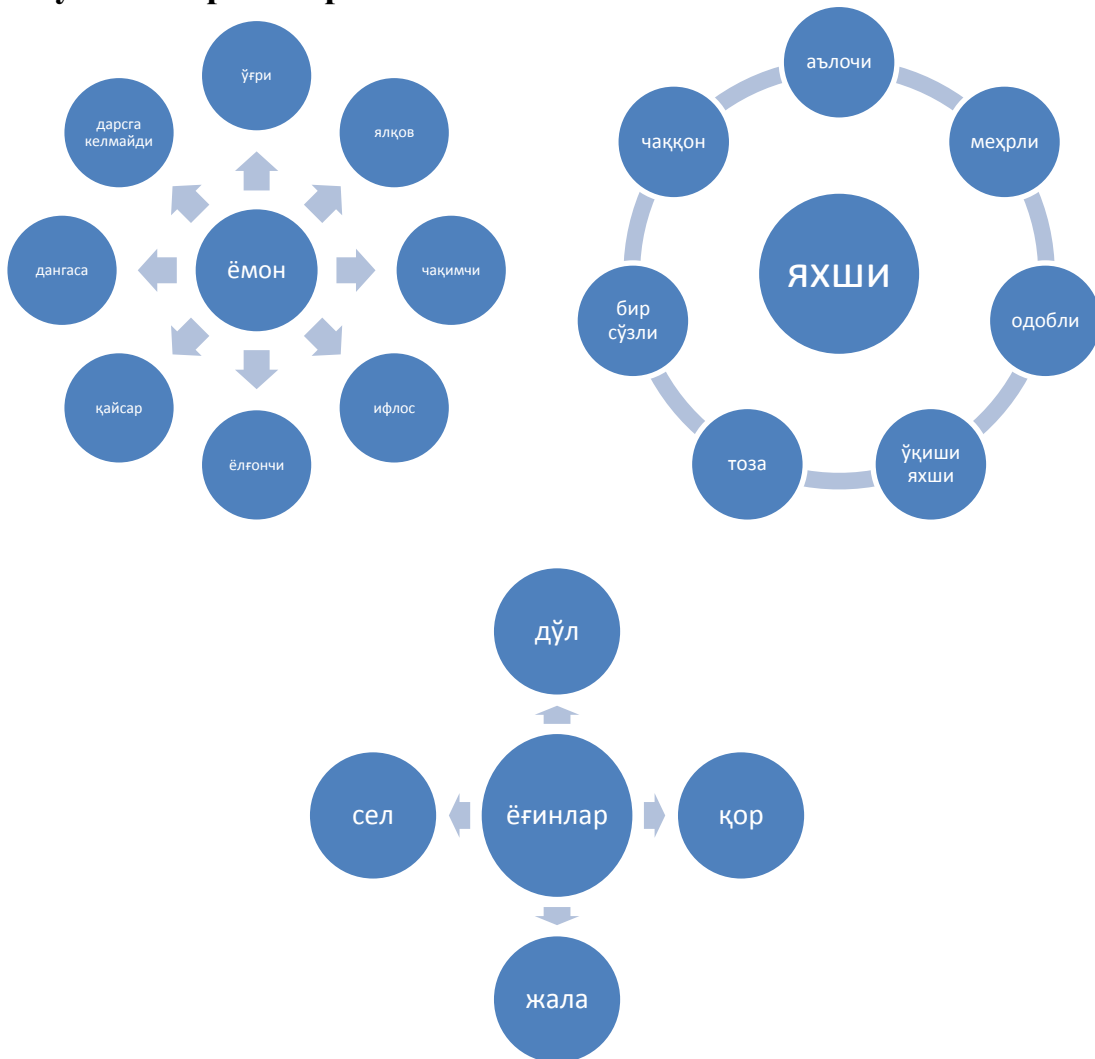 ўғри
ялқов
чақимчи
ифлос
ёлғончи
қайсар
дангаса
дарсга
келмайди
ёмон
аълочи
меҳрли
одобли
ўқиши
яхши
тоза
бир
сўзли
чаққон
яхши
дўл
қор
жала
сел
ёғинлар